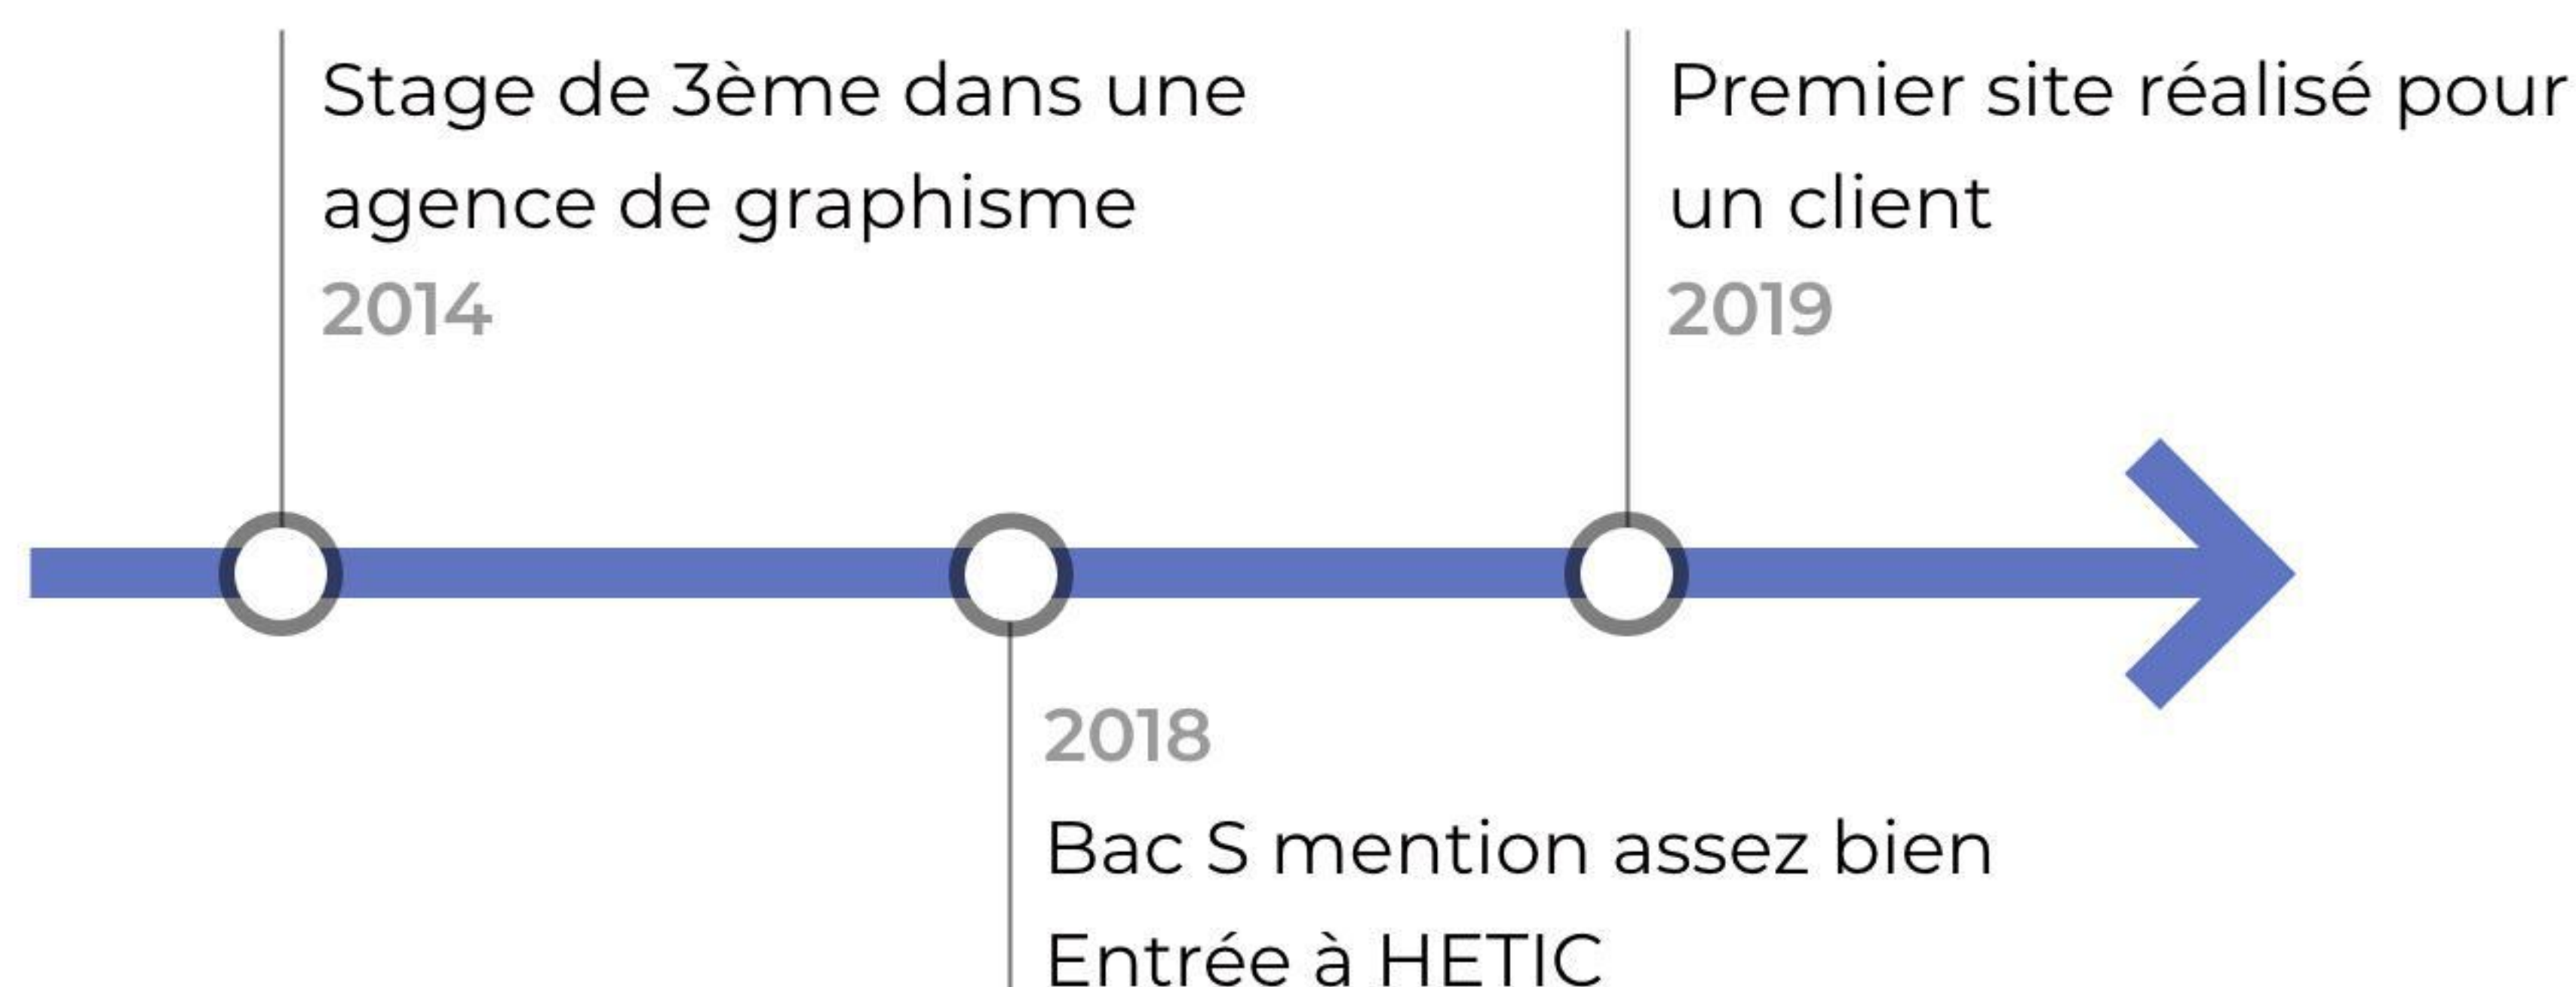 Stage de 3ème dans une
agence de graphisme
2014
Premier site réalisé pour
un client
2019
2018
Bac S mention assez bien
Entrée à HETIC